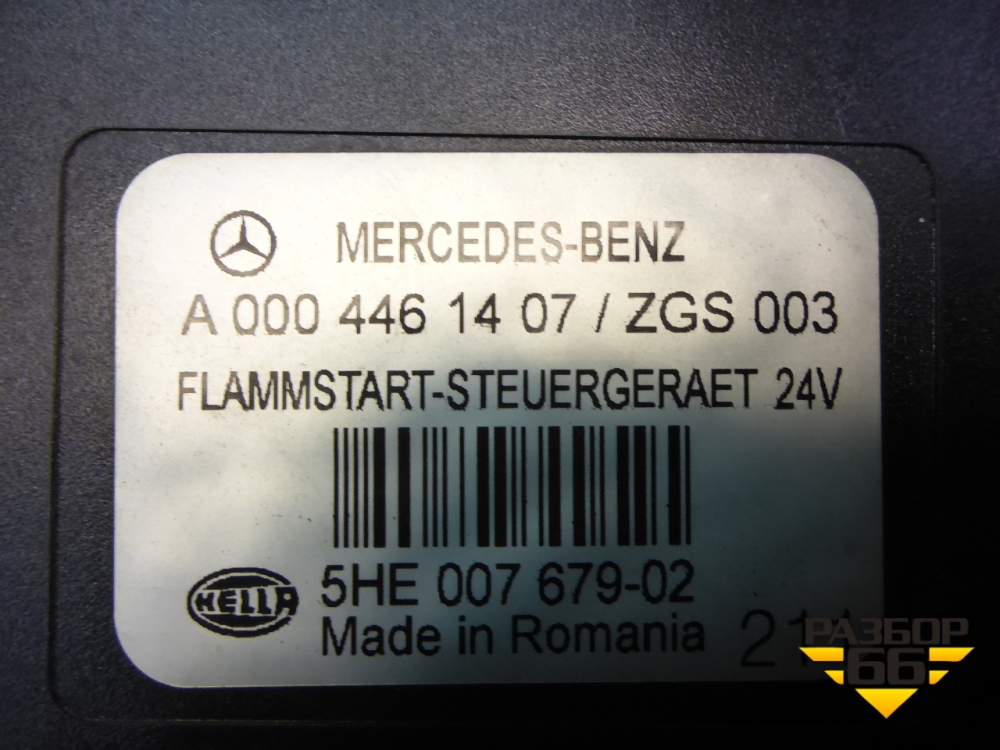 MERCEDES-BENZ
A 000 446 14 07 / ZGS 003
FLAMMSTART-STEUERGERAET 24V
HELLA
5HE 007 679-02
Made in Romania
РАЗБОР
66